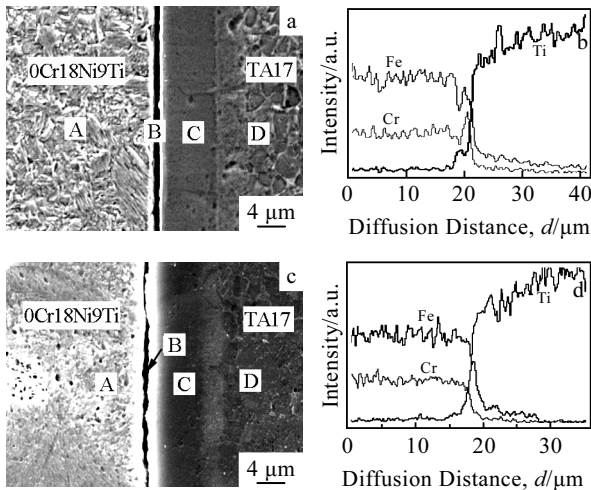 a
0Cr18Ni9Ti
TA17
A
B
C
D
4 μm
b
Fe
Ti
Cr
Intensity/a.u.
0
10
20
30
40
Diffusion Distance, d/μm
c
0Cr18Ni9Ti
TA17
B
A
C
D
4 μm
d
Fe
Ti
Cr
Intensity/a.u.
0
10
20
30
Diffusion Distance, d/μm